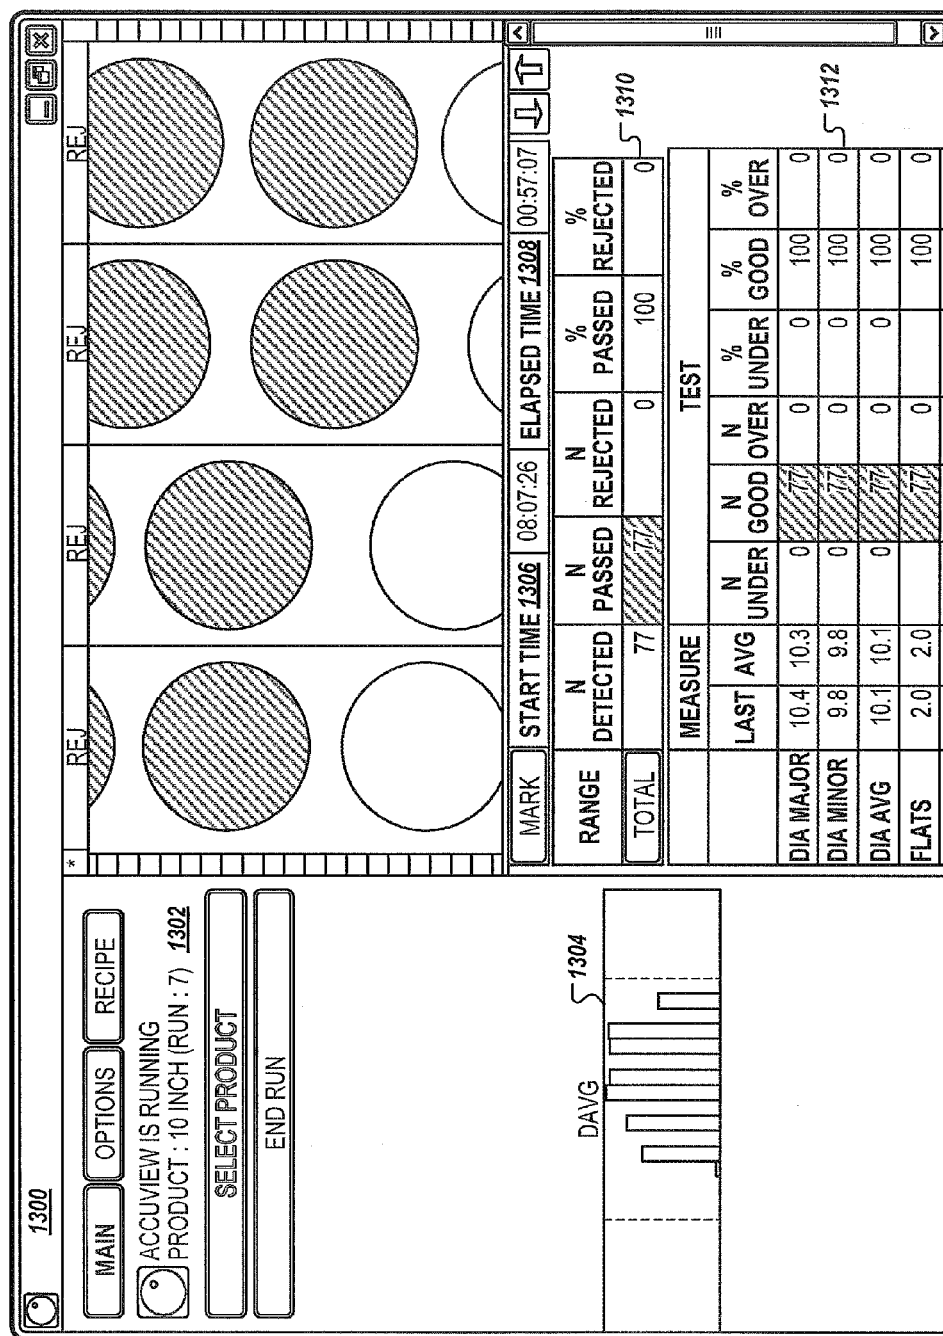 1300
MAIN OPTIONS RECIPE
ACCUVIEW IS RUNNING
PRODUCT : 10 INCH (RUN : 7) 1302
SELECT PRODUCT
END RUN
DAVG
1304
* REJ REJ REJ REJ
MARK START TIME 1306 08:07:26 ELAPSED TIME 1308 00:57:07
RANGE N DETECTED N PASSED N REJECTED % PASSED % REJECTED
TOTAL 77 77 0 100 0
1310
MEASURE TEST
LAST AVG N UNDER N GOOD N OVER % UNDER % GOOD % OVER
DIA MAJOR 10.4 10.3 0 77 0 0 100 0
DIA MINOR 9.8 9.8 0 77 0 0 100 0
DIA AVG 10.1 10.1 0 77 0 0 100 0
FLATS 2.0 2.0 77 0 100 0
1312